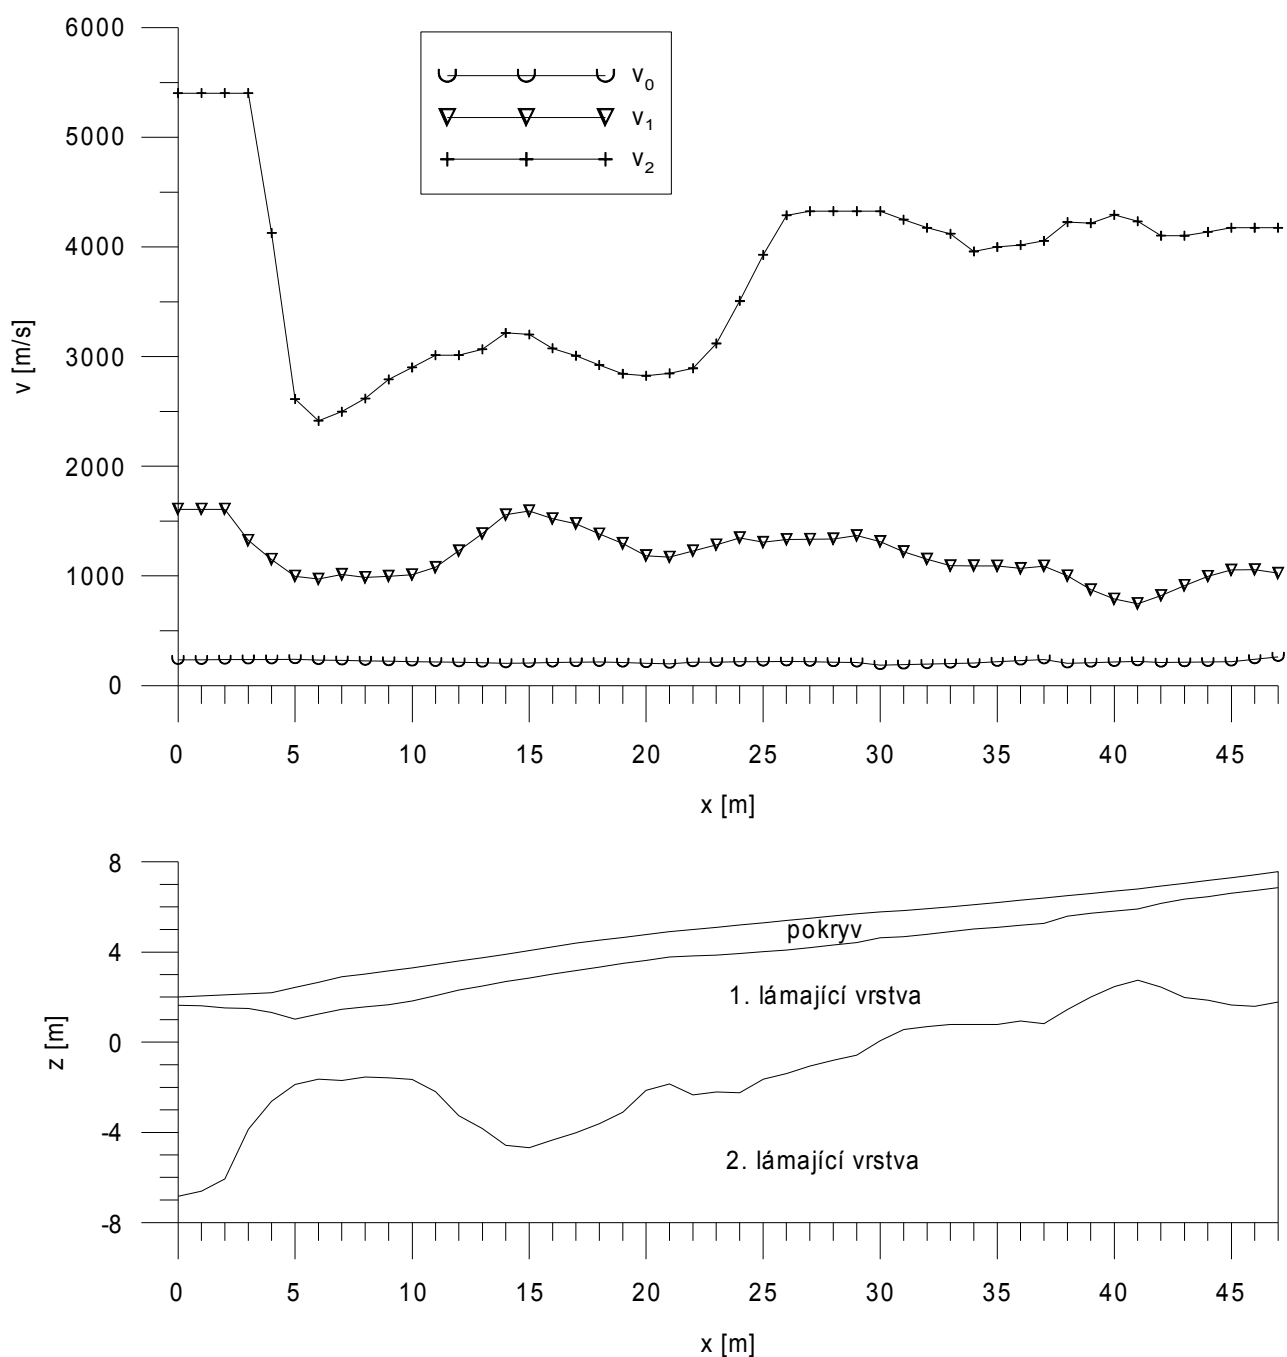 6000
5000
4000
3000
2000
1000
0
v [m/s]
v0
v1
v2
0 5 10 15 20 25 30 35 40 45
x [m]
8
4
0
-4
-8
z [m]
pokryv
1. lámající vrstva
2. lámající vrstva
0 5 10 15 20 25 30 35 40 45
x [m]